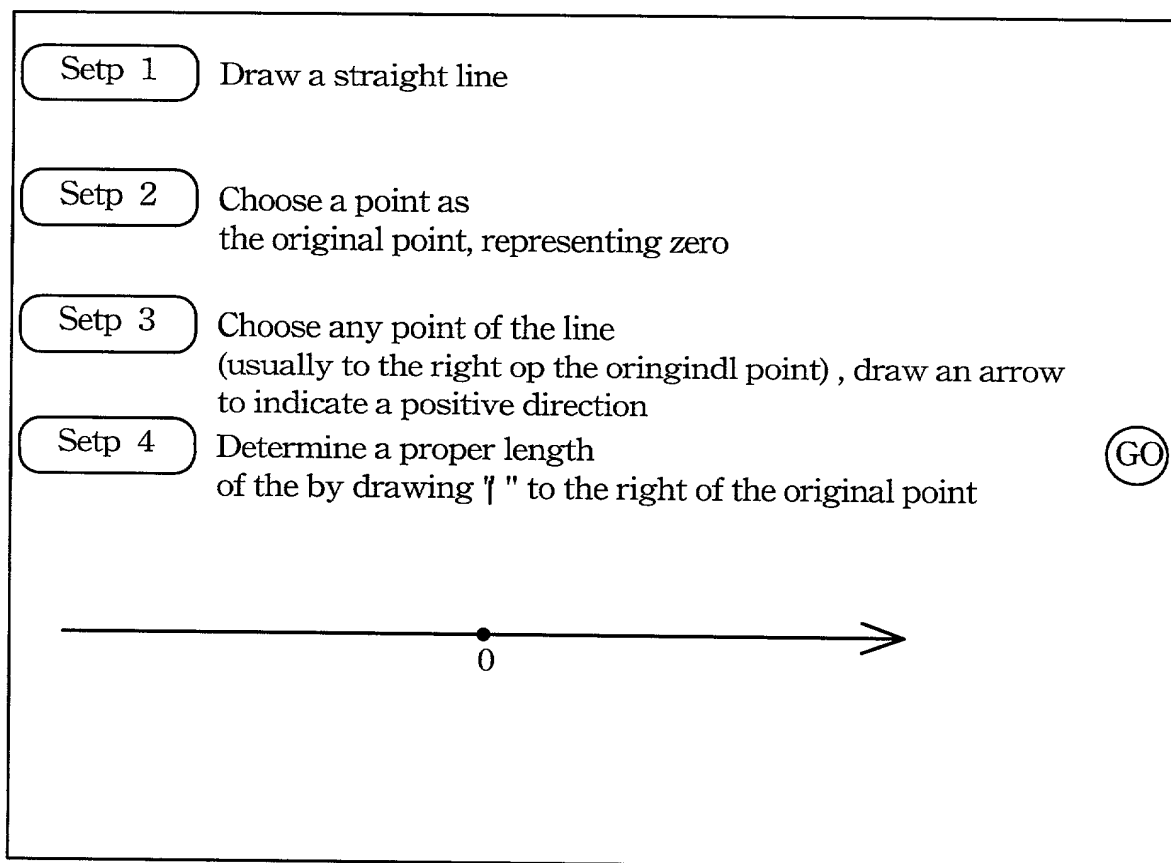 Setp 1 Draw a straight line
Setp 2 Choose a point as
the original point, representing zero
Setp 3 Choose any point of the line
(usually to the right op the oringindl point) , draw an arrow
to indicate a positive direction
Setp 4 Determine a proper length
GO
of the by drawing "| " to the right of the original point
0